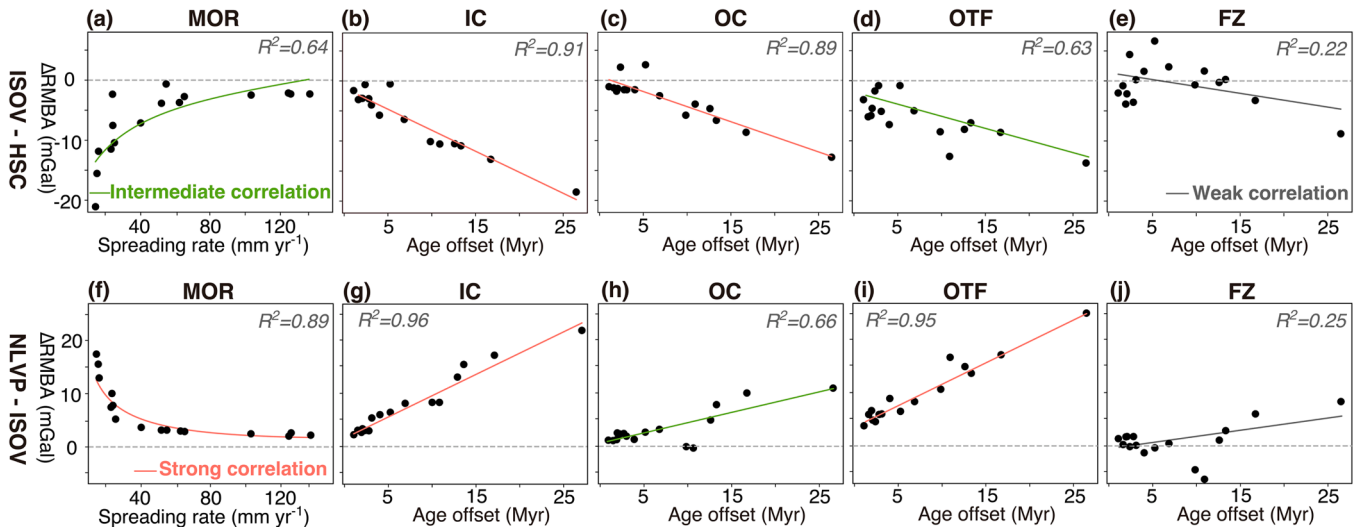 (a) MOR (b) IC (c) OC (d) OTF (e) FZ
ISOV - HSC
ΔRMBA (mGal)
R²=0.64 R²=0.91 R²=0.89 R²=0.63 R²=0.22
0
-10
-20
Intermediate correlation Weak correlation
40 80 120 5 15 25 5 15 25 5 15 25 5 15 25
Spreading rate (mm yr⁻¹) Age offset (Myr) Age offset (Myr) Age offset (Myr) Age offset (Myr)
(f) MOR (g) IC (h) OC (i) OTF (j) FZ
NLVP - ISOV
ΔRMBA (mGal)
R²=0.89 R²=0.96 R²=0.66 R²=0.95 R²=0.25
20
10
0
Strong correlation
40 80 120 5 15 25 5 15 25 5 15 25 5 15 25
Spreading rate (mm yr⁻¹) Age offset (Myr) Age offset (Myr) Age offset (Myr) Age offset (Myr)